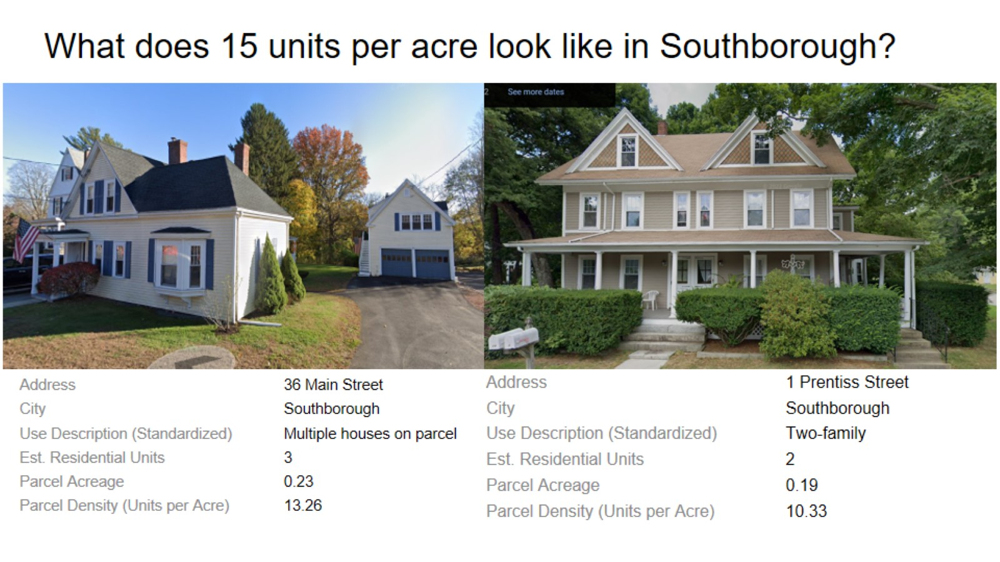 What does 15 units per acre look like in Southborough?
2 See more dates
Address 36 Main Street
City Southborough
Use Description (Standardized) Multiple houses on parcel
Est. Residential Units 3
Parcel Acreage 0.23
Parcel Density (Units per Acre) 13.26
Address 1 Prentiss Street
City Southborough
Use Description (Standardized) Two-family
Est. Residential Units 2
Parcel Acreage 0.19
Parcel Density (Units per Acre) 10.33